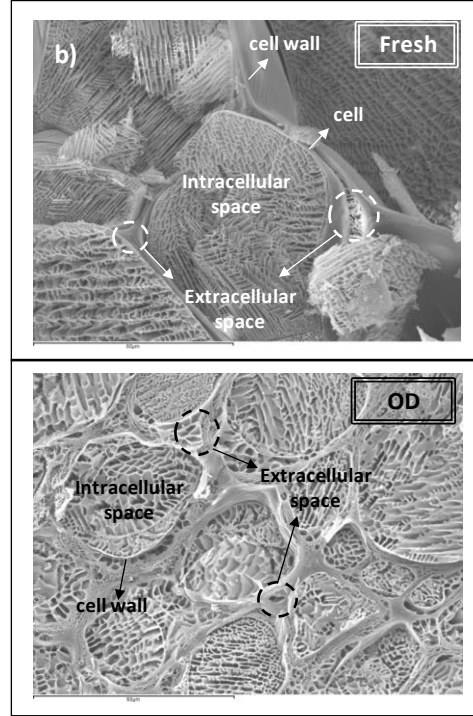 b)
cell wall
Fresh
cell
Intracellular
space
Extracellular
space
OD
Intracellular
space
Extracellular
space
cell wall